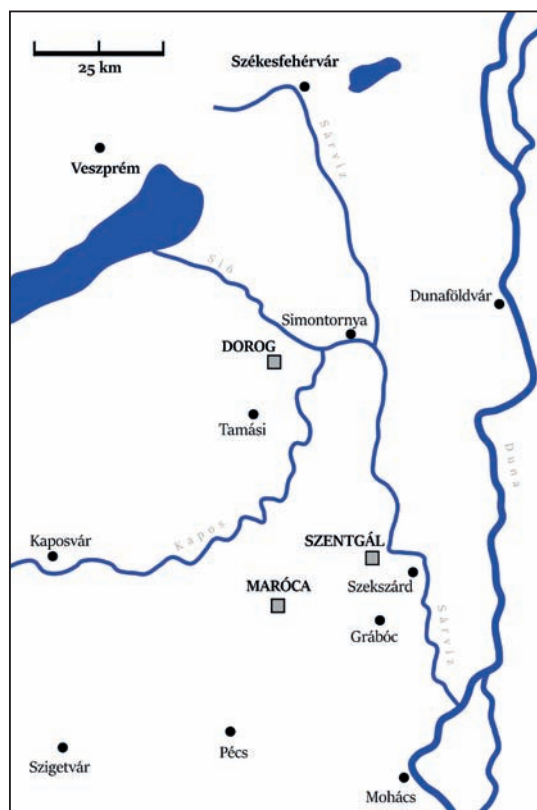 25 km
Székesfehérvár
Veszprém
Sárvíz
Sió
Dunaföldvár
Simontornya
DOROG
Tamási
Duna
Kapos
Kaposvár
SZENTGÁL
Szekszárd
MARÓCA
Grábóc
Sárvíz
Pécs
Szigetvár
Mohács